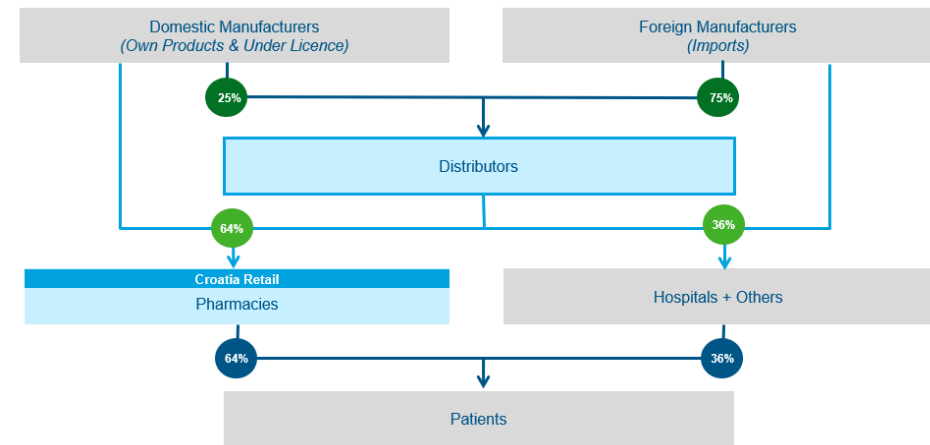 Domestic Manufacturers
(Own Products & Under Licence)
Foreign Manufacturers
(Imports)
25%
75%
Distributors
64%
36%
Croatia Retail
Pharmacies
Hospitals + Others
64%
36%
Patients